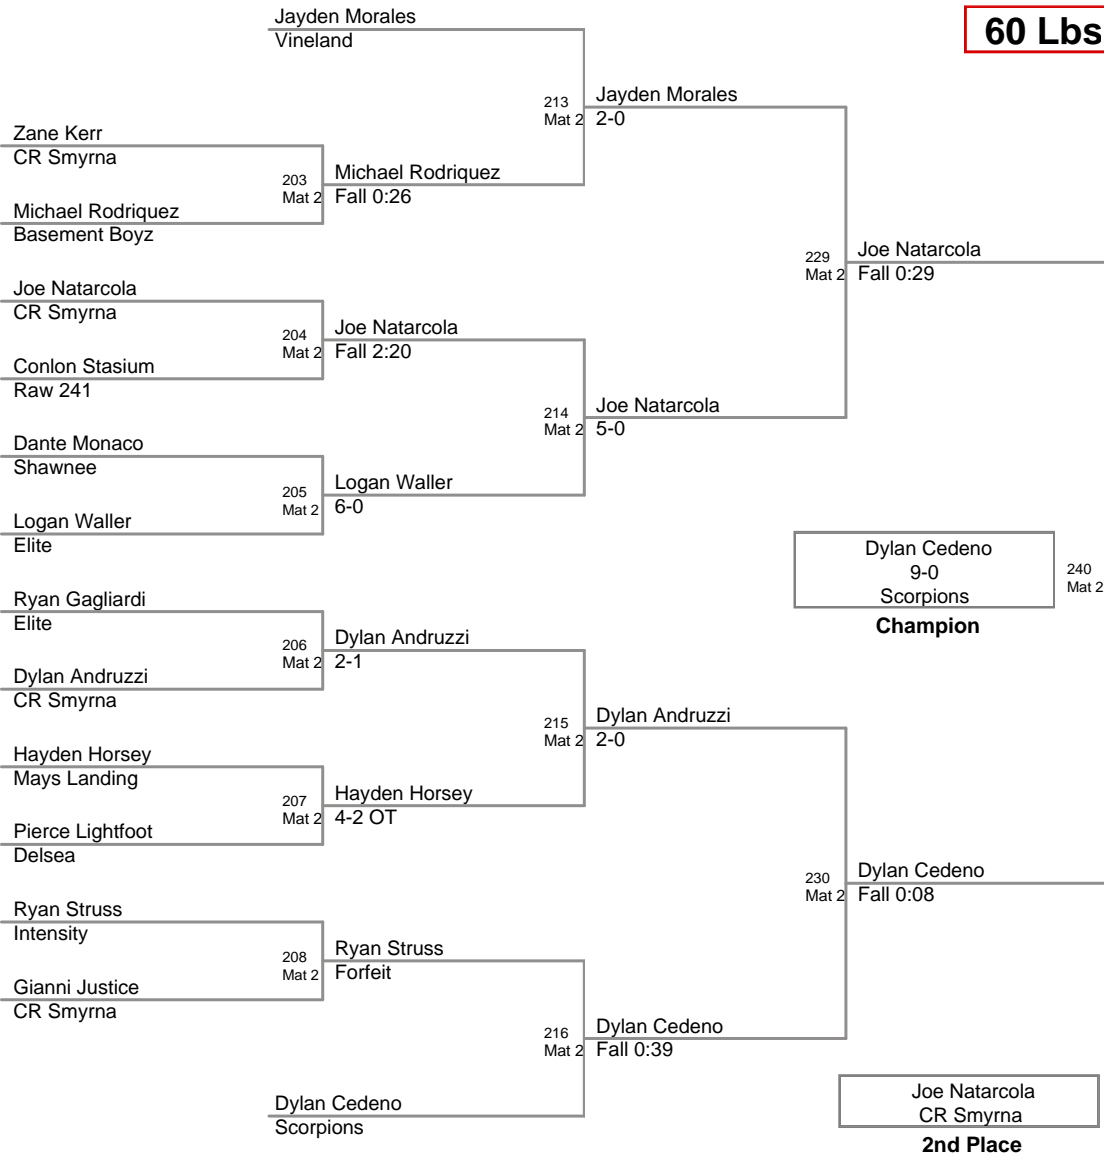 Jayden Morales
Vineland
60 Lbs
213
Mat 2
Jayden Morales
2-0
Zane Kerr
CR Smyrna
203
Mat 2
Michael Rodriquez
Fall 0:26
Michael Rodriquez
Basement Boyz
229
Mat 2
Joe Natarcola
Fall 0:29
Joe Natarcola
CR Smyrna
204
Mat 2
Joe Natarcola
Fall 2:20
Conlon Stasium
Raw 241
214
Mat 2
Joe Natarcola
5-0
Dante Monaco
Shawnee
205
Mat 2
Logan Waller
6-0
Logan Waller
Elite
Dylan Cedeno
9-0
Scorpions
240
Mat 2
Champion
Ryan Gagliardi
Elite
206
Mat 2
Dylan Andruzzi
2-1
Dylan Andruzzi
CR Smyrna
215
Mat 2
Dylan Andruzzi
2-0
Hayden Horsey
Mays Landing
207
Mat 2
Hayden Horsey
4-2 OT
Pierce Lightfoot
Delsea
230
Mat 2
Dylan Cedeno
Fall 0:08
Ryan Struss
Intensity
208
Mat 2
Ryan Struss
Forfeit
Gianni Justice
CR Smyrna
216
Mat 2
Dylan Cedeno
Fall 0:39
Dylan Cedeno
Scorpions
Joe Natarcola
CR Smyrna
2nd Place